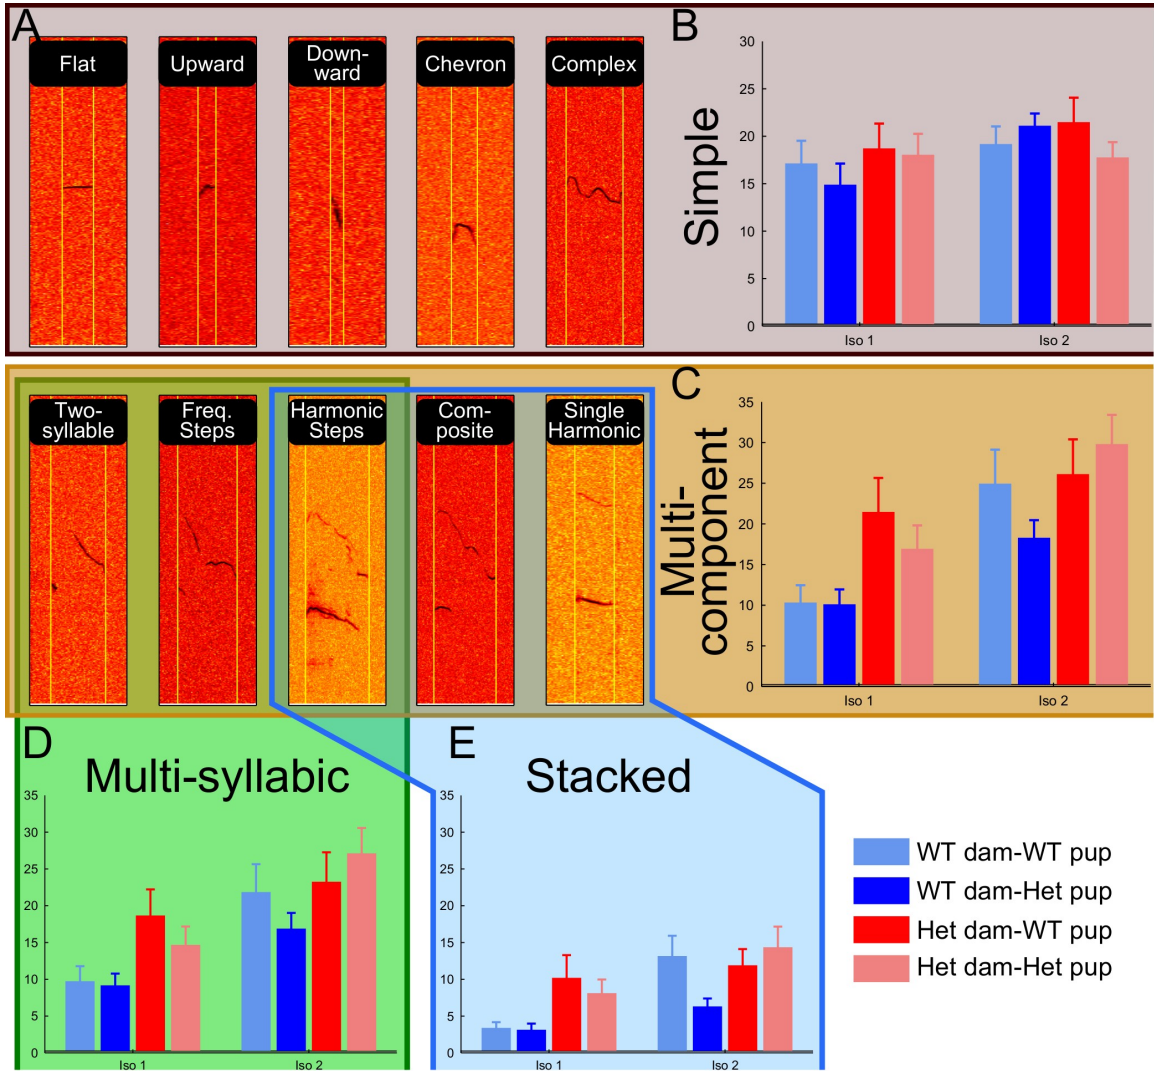 A
Flat
Upward
Down-
ward
Chevron
Complex
B
Simple
30
25
20
15
10
5
0
Iso 1
Iso 2
Two-
syllable
Freq.
Steps
Harmonic
Steps
Com-
posite
Single
Harmonic
C
Multi-
component
35
30
25
20
15
10
5
0
Iso 1
Iso 2
D
Multi-syllabic
35
30
25
20
15
10
5
0
Iso 1
Iso 2
E
Stacked
35
30
25
20
15
10
5
0
Iso 1
Iso 2
WT dam-WT pup
WT dam-Het pup
Het dam-WT pup
Het dam-Het pup